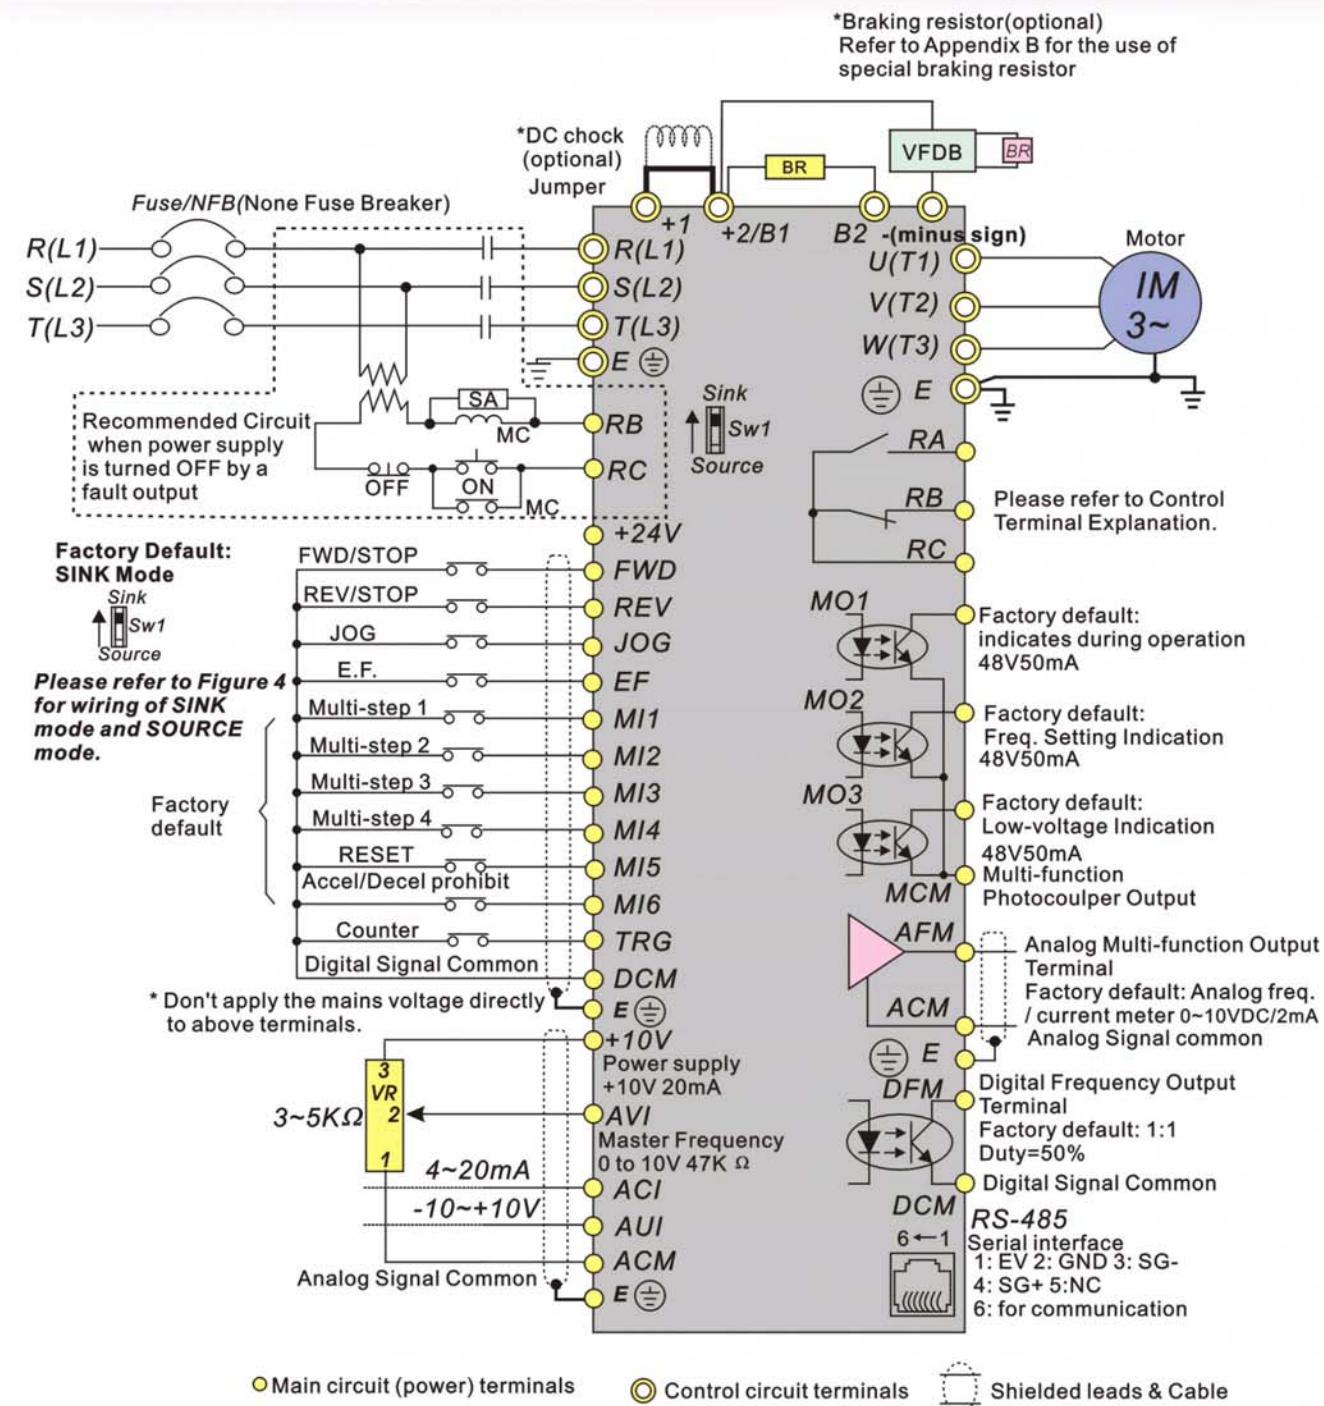 *Braking resistor(optional)
Refer to Appendix B for the use of
special braking resistor
*DC chock
(optional)
Jumper
BR
VFDB
BR
Fuse/NFB(None Fuse Breaker)
+1
+2/B1
B2
-(minus sign)
R(L1)
R(L1)
U(T1)
Motor
S(L2)
S(L2)
V(T2)
IM
3~
T(L3)
T(L3)
W(T3)
E
E
Recommended Circuit
when power supply
is turned OFF by a
fault output
SA
MC
RB
OFF
ON
MC
RC
Sink
Sw1
Source
RA
RB
RC
Please refer to Control
Terminal Explanation.
+24V
Factory Default:
SINK Mode
Sink
Sw1
Source
Please refer to Figure 4
for wiring of SINK
mode and SOURCE
mode.
Factory
default
FWD/STOP
FWD
REV/STOP
REV
JOG
JOG
E.F.
EF
Multi-step 1
MI1
Multi-step 2
MI2
Multi-step 3
MI3
Multi-step 4
MI4
RESET
MI5
Accel/Decel prohibit
MI6
Counter
TRG
Digital Signal Common
DCM
* Don't apply the mains voltage directly
to above terminals.
E
MO1
Factory default:
indicates during operation
48V50mA
MO2
Factory default:
Freq. Setting Indication
48V50mA
MO3
Factory default:
Low-voltage Indication
48V50mA
MCM
Multi-function
Photocoulper Output
AFM
Analog Multi-function Output
Terminal
Factory default: Analog freq.
/ current meter 0~10VDC/2mA
ACM
Analog Signal common
E
+10V
Power supply
+10V 20mA
3
VR
2
1
3~5KΩ
AVI
Master Frequency
0 to 10V 47K Ω
4~20mA
ACI
-10~+10V
AUI
ACM
Analog Signal Common
E
DFM
Digital Frequency Output
Terminal
Factory default: 1:1
Duty=50%
Digital Signal Common
DCM
RS-485
Serial interface
6←1
1: EV 2: GND 3: SG-
4: SG+ 5:NC
6: for communication
Main circuit (power) terminals
Control circuit terminals
Shielded leads & Cable